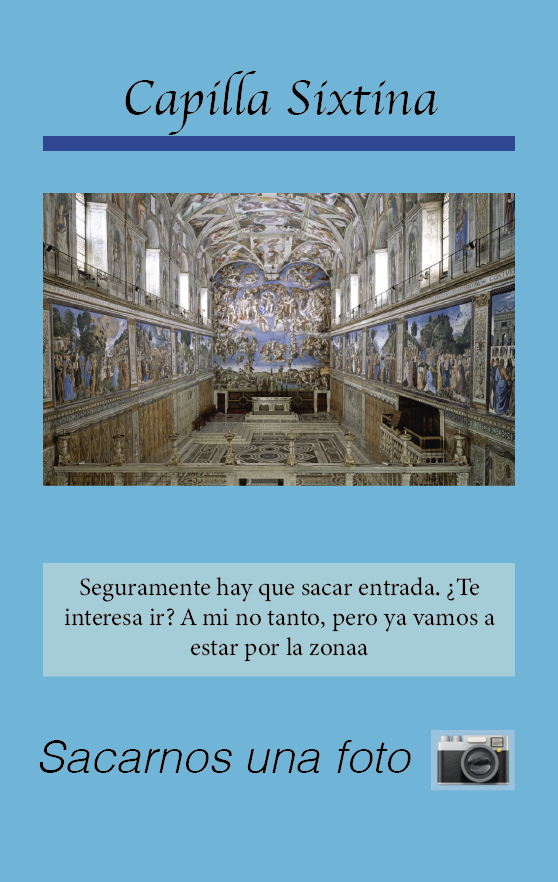 Capilla Sixtina
Seguramente hay que sacar entrada. ¿Te
interesa ir? A mi no tanto, pero ya vamos a
estar por la zonaa
Sacarnos una foto